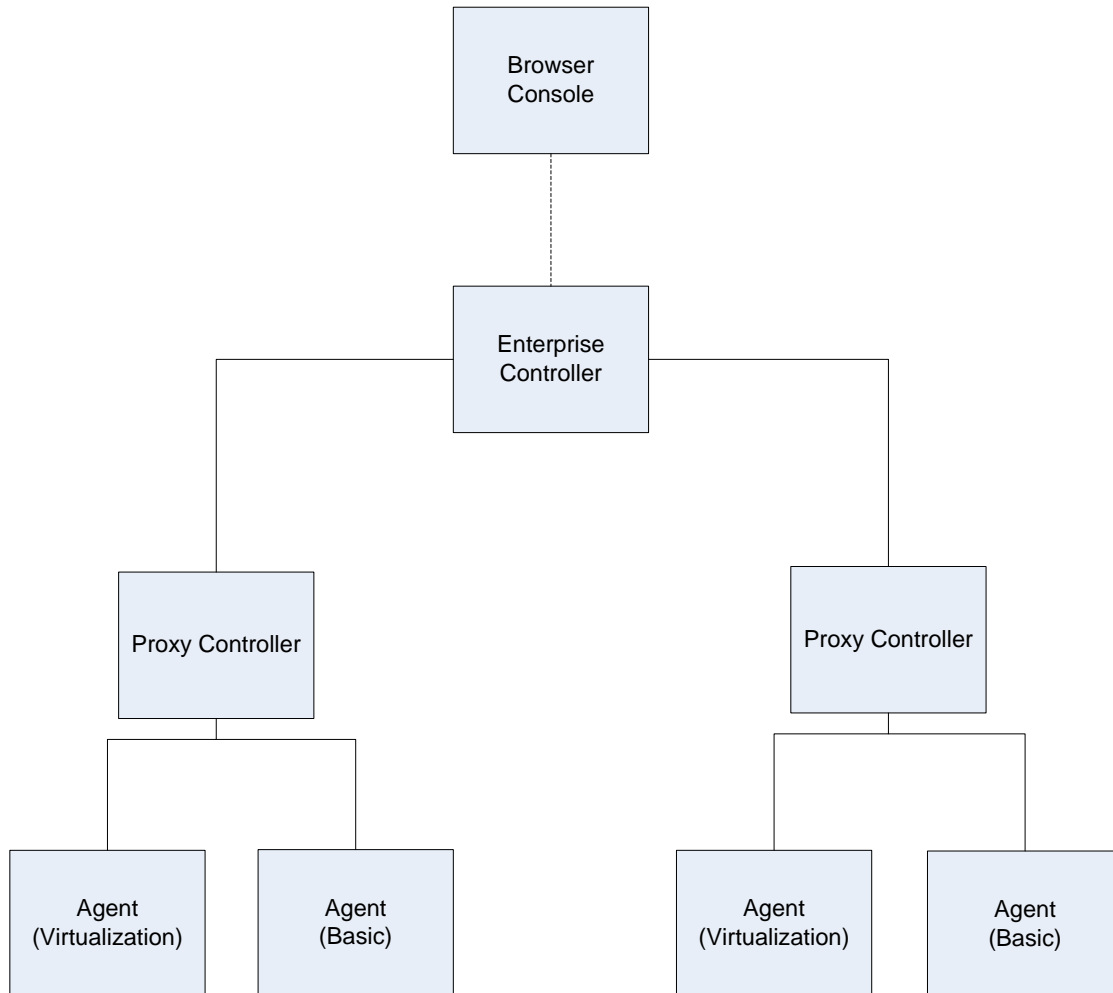 Browser
Console
Enterprise
Controller
Proxy Controller
Proxy Controller
Agent
(Virtualization)
Agent
(Basic)
Agent
(Virtualization)
Agent
(Basic)